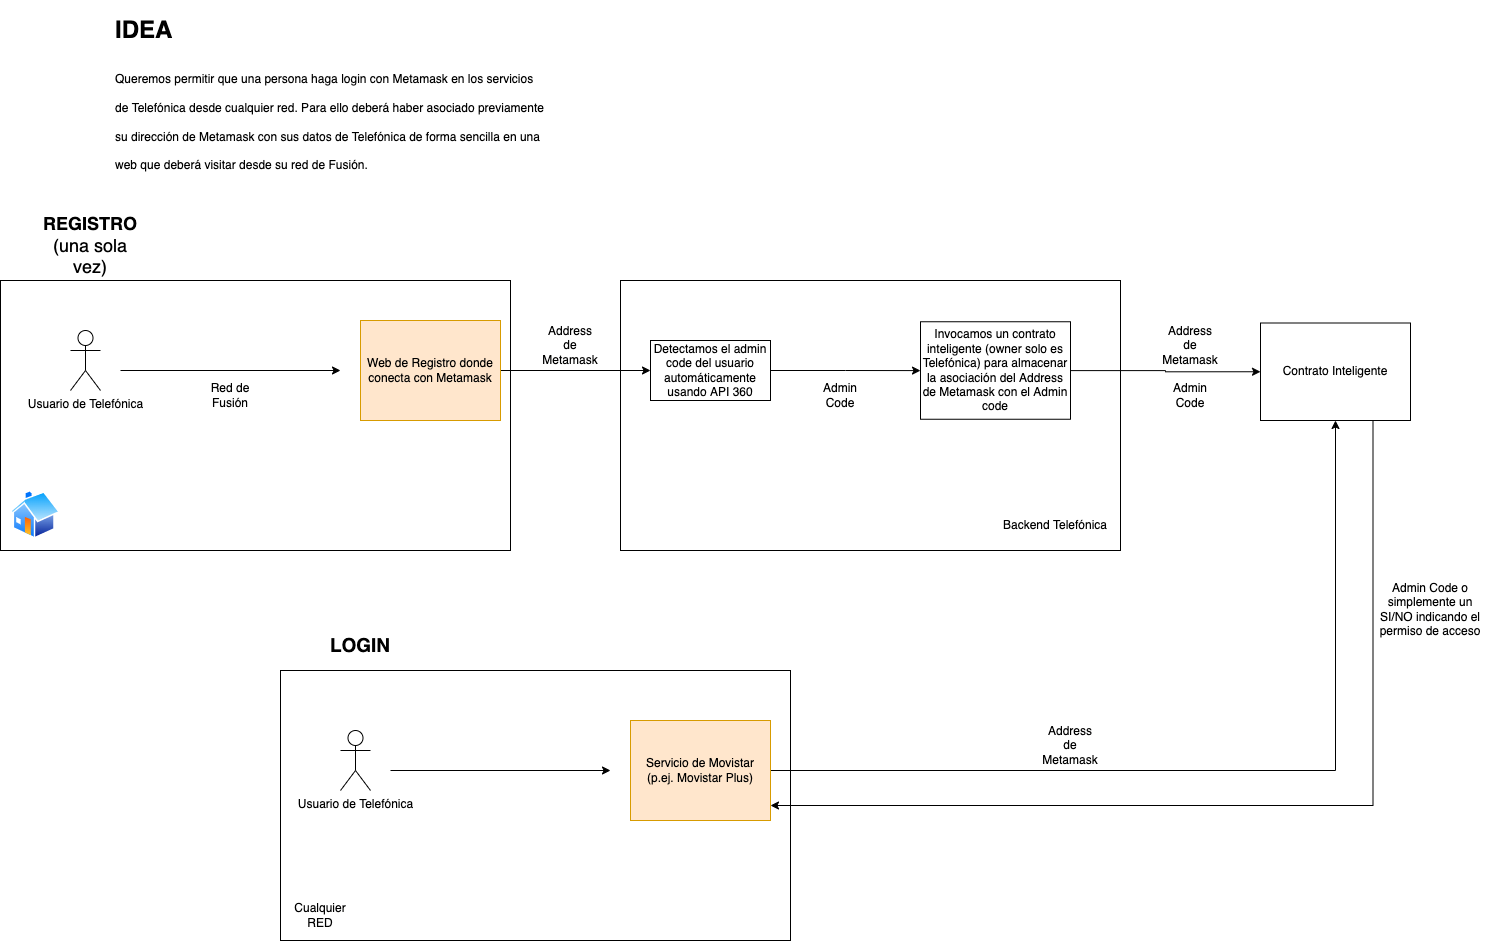 IDEA
Queremos permitir que una persona haga login con Metamask en los servicios
de Telefónica desde cualquier red. Para ello deberá haber asociado previamente
su dirección de Metamask con sus datos de Telefónica de forma sencilla en una
web que deberá visitar desde su red de Fusión.
REGISTRO
(una sola
vez)
Usuario de Telefónica
Red de
Fusión
Web de Registro donde
conecta con Metamask
Address
de
Metamask
Detectamos el admin
code del usuario
automáticamente
usando API 360
Admin
Code
Invocamos un contrato
inteligente (owner solo es
Telefónica) para almacenar
la asociación del Address
de Metamask con el Admin
code
Backend Telefónica
Address
de
Metamask
Admin
Code
Contrato Inteligente
Admin Code o
simplemente un
SI/NO indicando el
permiso de acceso
LOGIN
Usuario de Telefónica
Servicio de Movistar
(p.ej. Movistar Plus)
Address
de
Metamask
Cualquier
RED